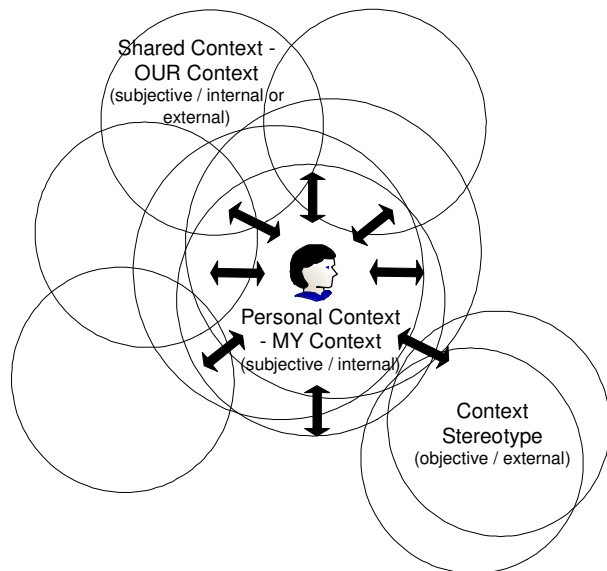 Shared Context -
OUR Context
(subjective / internal or
external)
Personal Context
- MY Context
(subjective / internal)
Context
Stereotype
(objective / external)